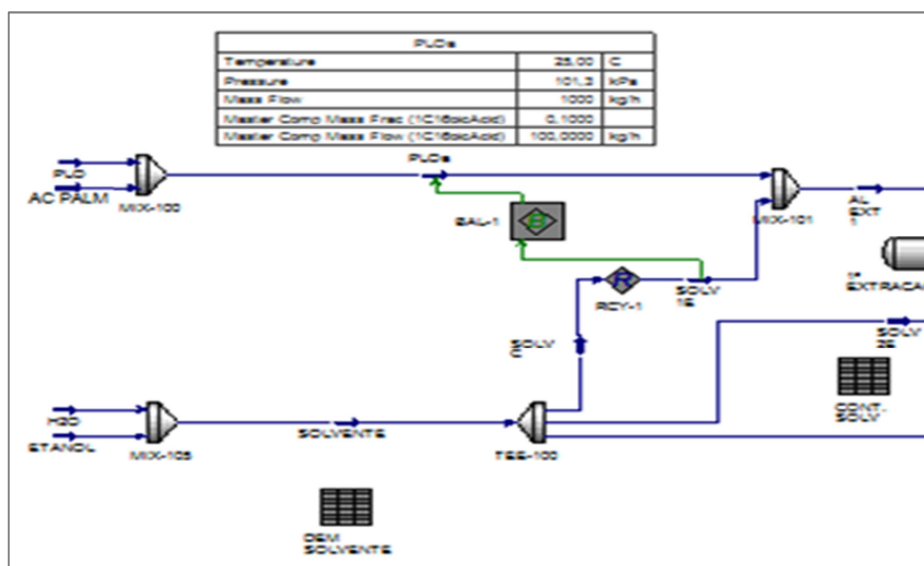 PLOs
Temperature 25,00 C
Pressure 101,3 kPa
Mass Flow 1000 kg/h
Master Comp Mass Frac (1C16oicAcid) 0,1000
Master Comp Mass Flow (1C16oicAcid) 100,0000 kg/h
PLOs
PLO
AC PALM
MIX-100
BAL-1
MIX-101
AL
EXT
1
1ª
EXTRACAO
RCY-1
SOLV
1E
SOLV
C
SOLV
2E
CONT.
SOLV
H2O
ETANOL
MIX-105
SOLVENTE
TEE-100
DEM
SOLVENTE